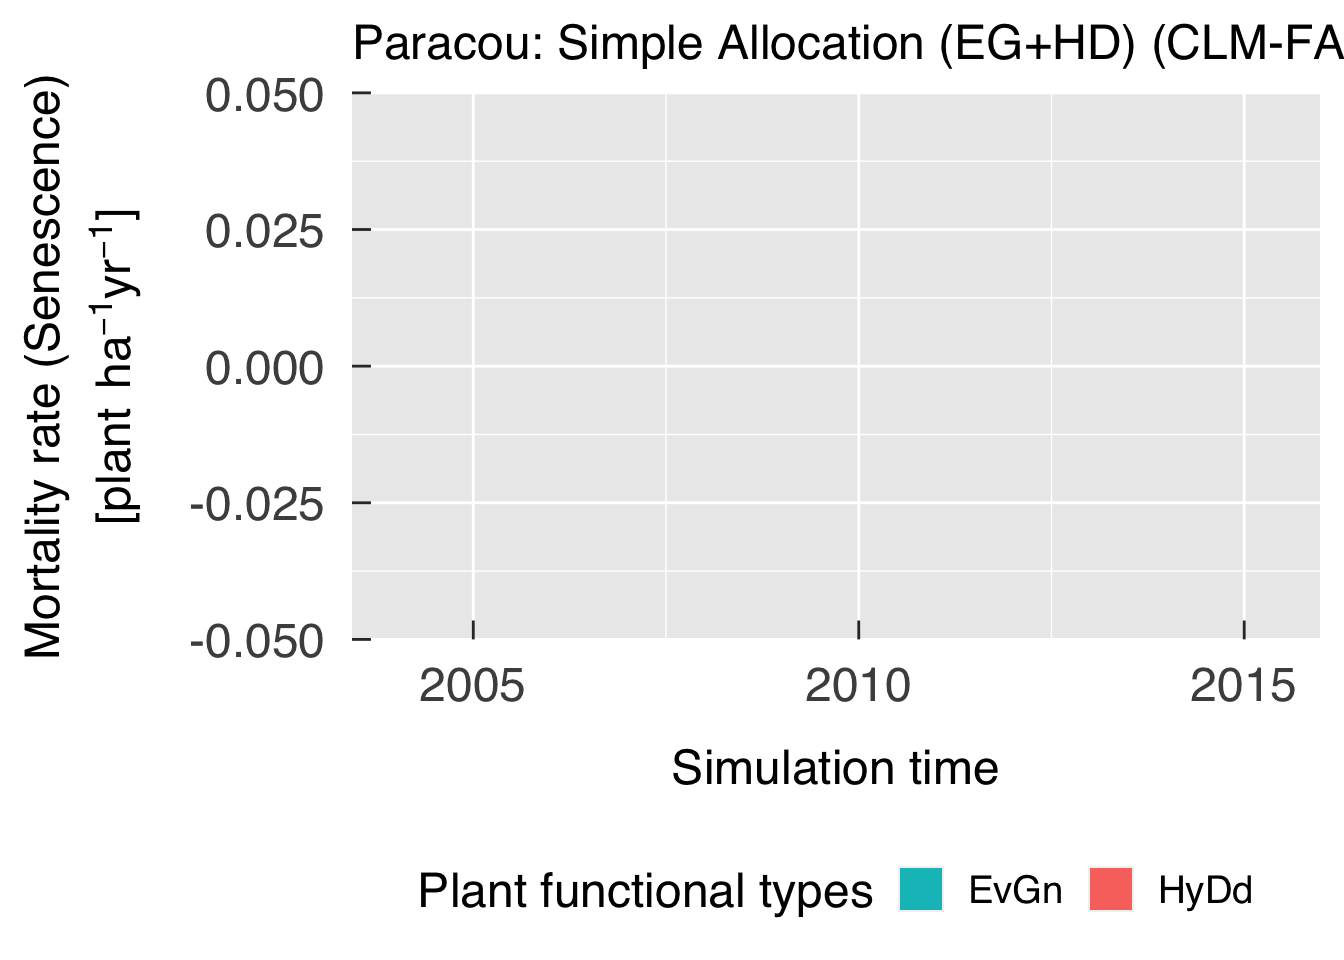 Paracou: Simple Allocation (EG+HD) (CLM-FA
Mortality rate (Senescence)
[plant ha⁻¹yr⁻¹]
0.050
0.025
0.000
-0.025
-0.050
2005 2010 2015
Simulation time
Plant functional types EvGn HyDd